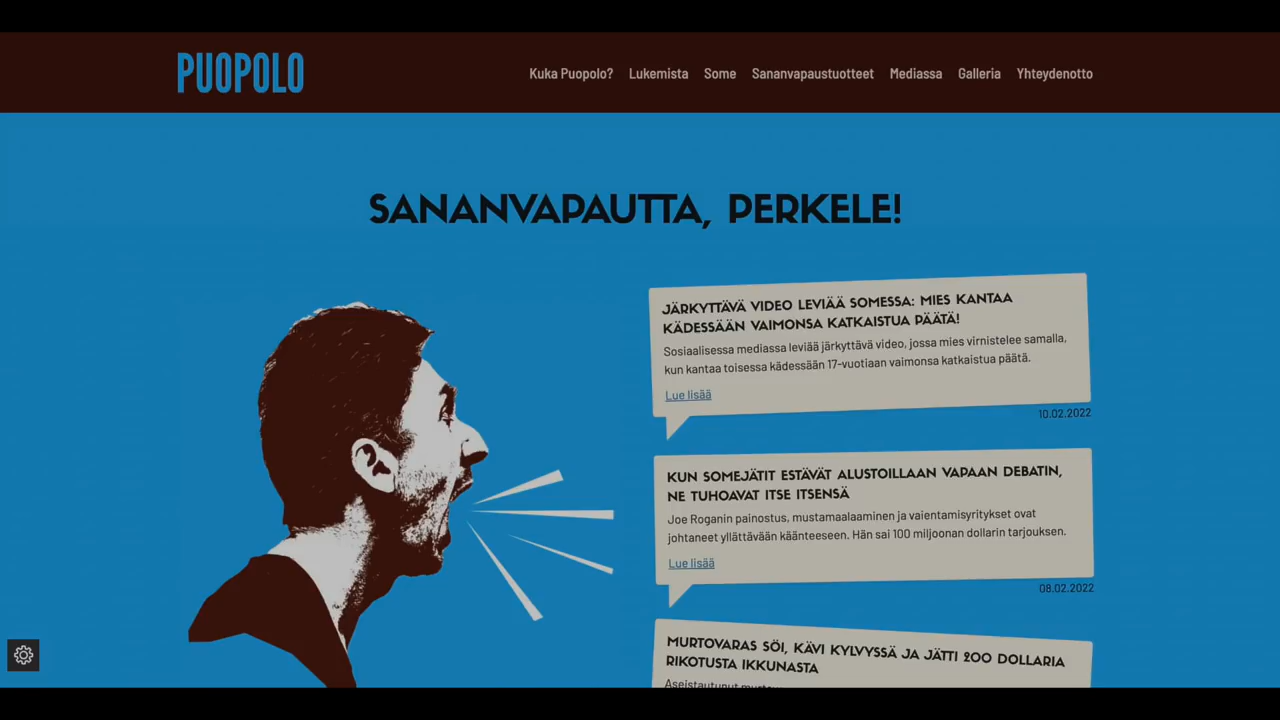 PUOPOLO
Kuka Puopolo? Lukemista Some Sananvapaustuotteet Mediassa Galleria Yhteydenotto
SANANVAPAUTTA, PERKELE!
JÄRKYTTÄVÄ VIDEO LEVIÄÄ SOMESSA: MIES KANTAA
KÄDESSÄÄN VAIMONSA KATKAISTUA PÄÄTÄ!
Sosiaalisessa mediassa leviää järkyttävä video, jossa mies virnistelee samalla,
kun kantaa toisessa kädessään 17-vuotiaan vaimonsa katkaistua päätä.
Lue lisää
10.02.2022
KUN SOMEJÄTIT ESTÄVÄT ALUSTOILLAAN VAPAAN DEBATIN,
NE TUHOAVAT ITSE ITSENSÄ
Joe Roganin painostus, mustamaalaaminen ja vaientamisyritykset ovat
johtaneet yllättävään käänteeseen. Hän sai 100 miljoonan dollarin tarjouksen.
Lue lisää
08.02.2022
MURTOVARAS SÖI, KÄVI KYLVYSSÄ JA JÄTTI 200 DOLLARIA
RIKOTUSTA IKKUNASTA
Aseistautunut